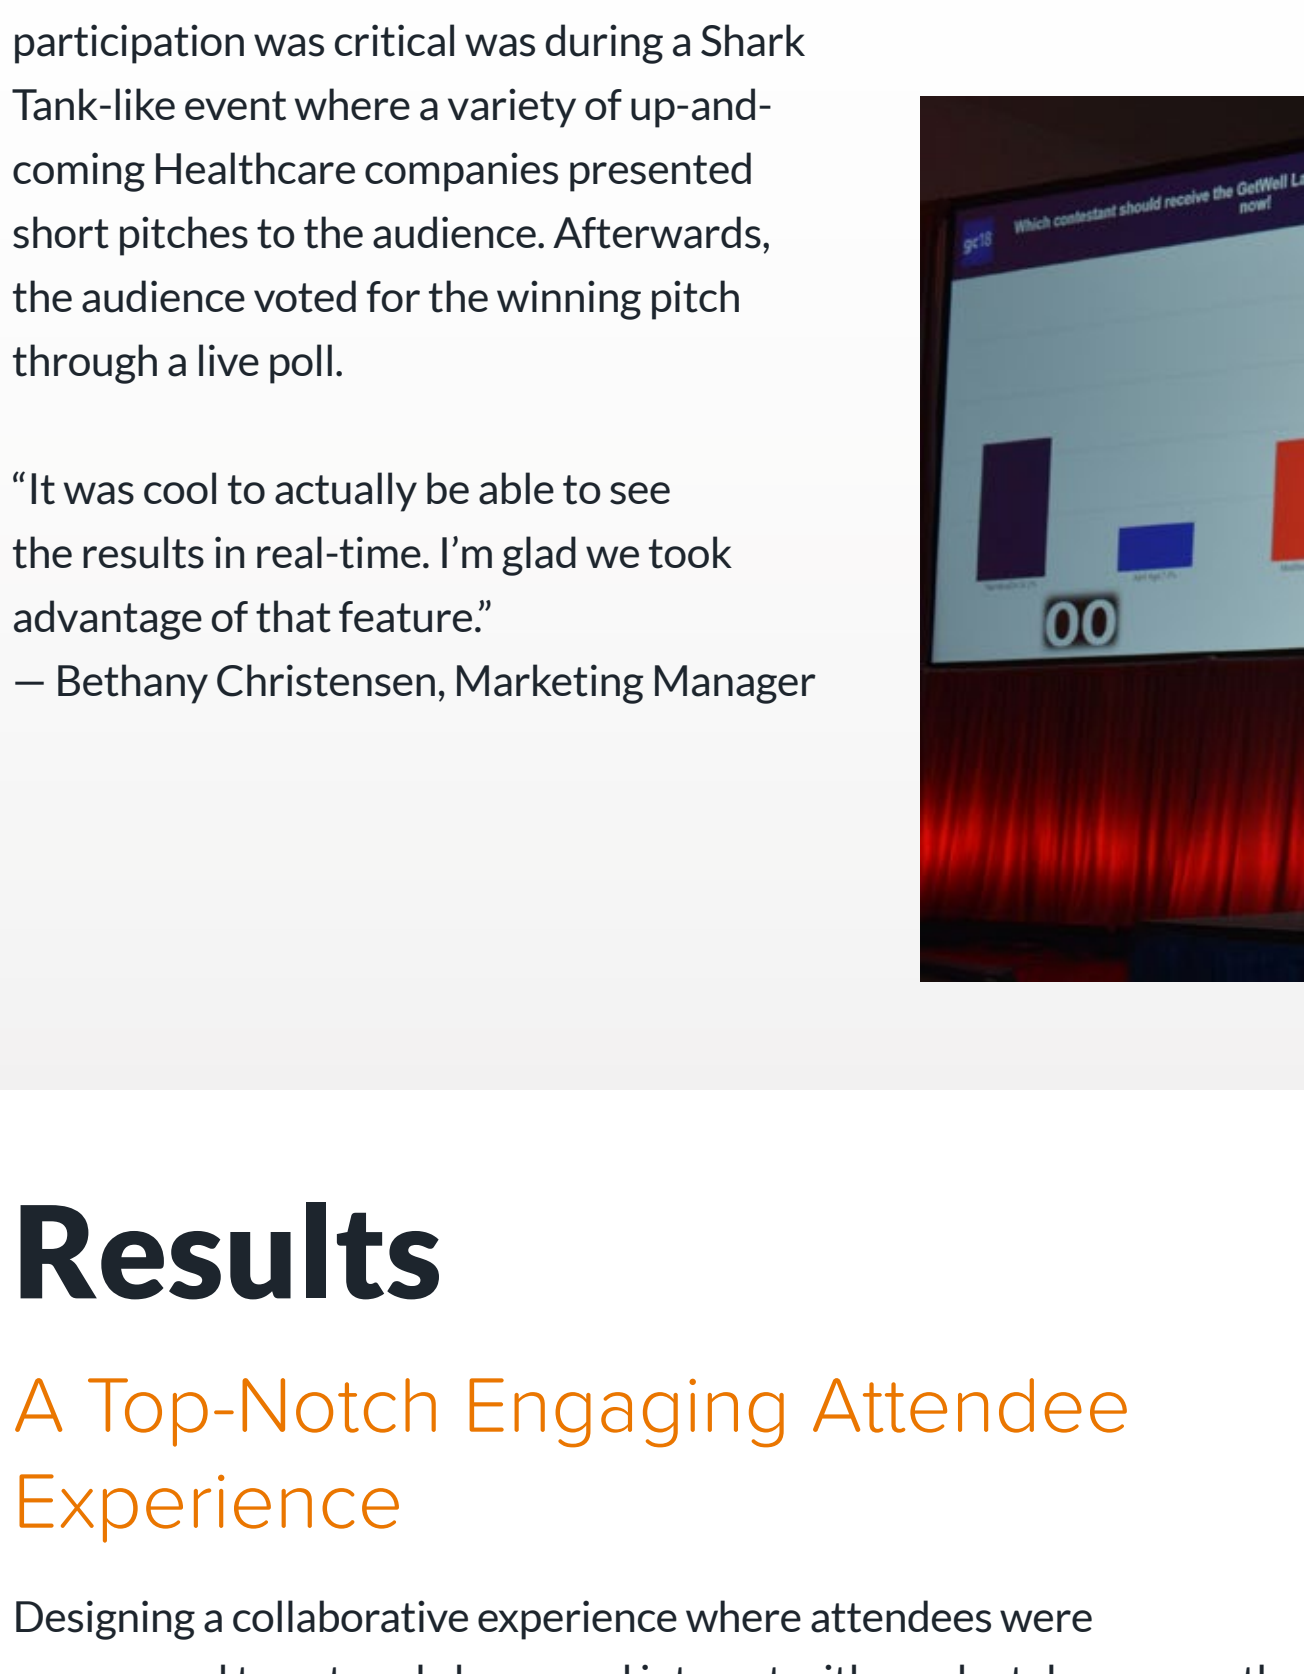 participation was critical was during a Shark
Tank-like event where a variety of up-and-
coming Healthcare companies presented
short pitches to the audience. Afterwards,
the audience voted for the winning pitch
through a live poll.
“It was cool to actually be able to see
the results in real-time. I’m glad we took
advantage of that feature.”
— Bethany Christensen, Marketing Manager
gc18
Which contestant should receive the GetWell
now!
00
Results
A Top-Notch Engaging Attendee
Experience
Designing a collaborative experience where attendees were